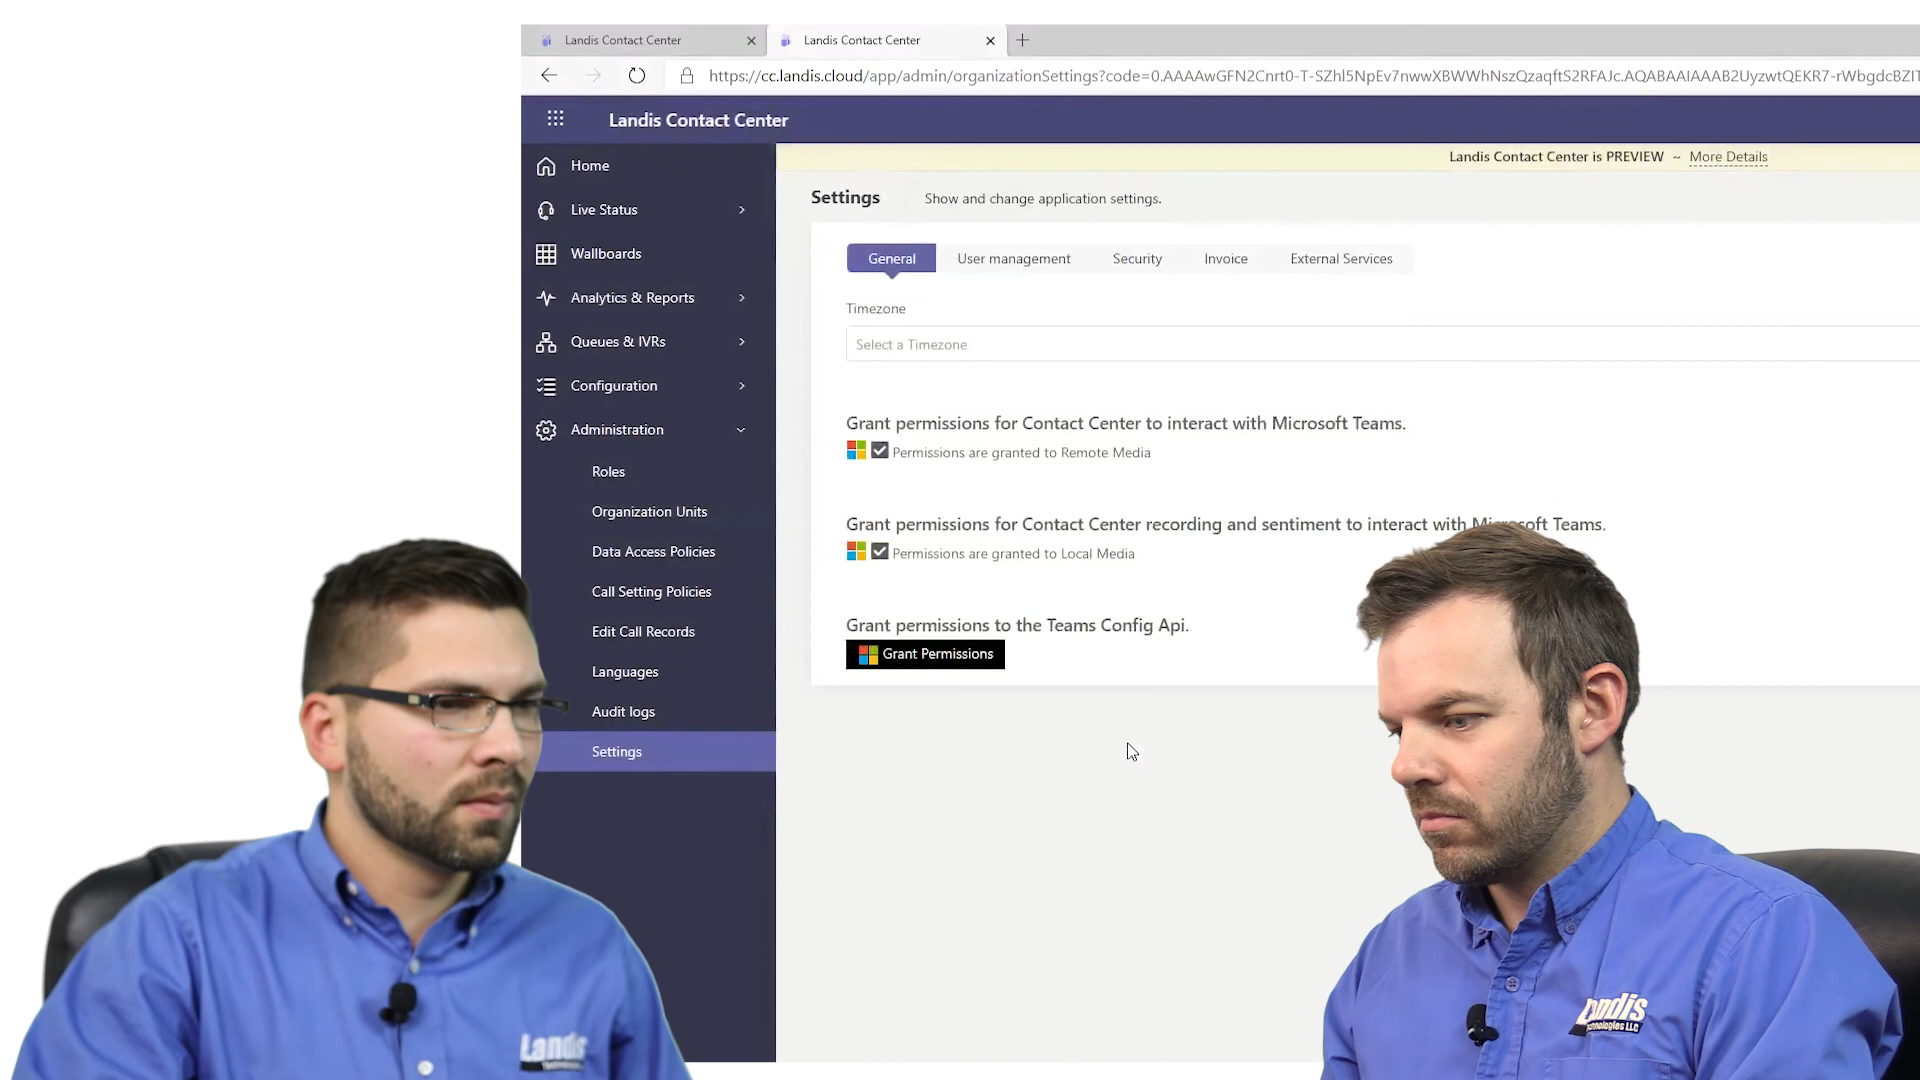 Landis Contact Center
Landis Contact Center
https://cc.landis.cloud/app/admin/organizationSettings?code=0.AAAAwGFN2Cnrt0-T-SZhl5NpEv7nwwXBWWhNszQzaqftS2RFAJc.AQABAAIAAAB2UyzwtQEKR7-rWbgdcBZIT
Landis Contact Center
Landis Contact Center is PREVIEW ~ More Details
Home
Live Status
Wallboards
Analytics & Reports
Queues & IVRs
Configuration
Administration
Roles
Organization Units
Data Access Policies
Call Setting Policies
Edit Call Records
Languages
Audit logs
Settings
Settings Show and change application settings.
General User management Security Invoice External Services
Timezone
Select a Timezone
Grant permissions for Contact Center to interact with Microsoft Teams.
Permissions are granted to Remote Media
Grant permissions for Contact Center recording and sentiment to interact with Microsoft Teams.
Permissions are granted to Local Media
Grant permissions to the Teams Config Api.
Grant Permissions
Landis
Landis
Technologies LLC